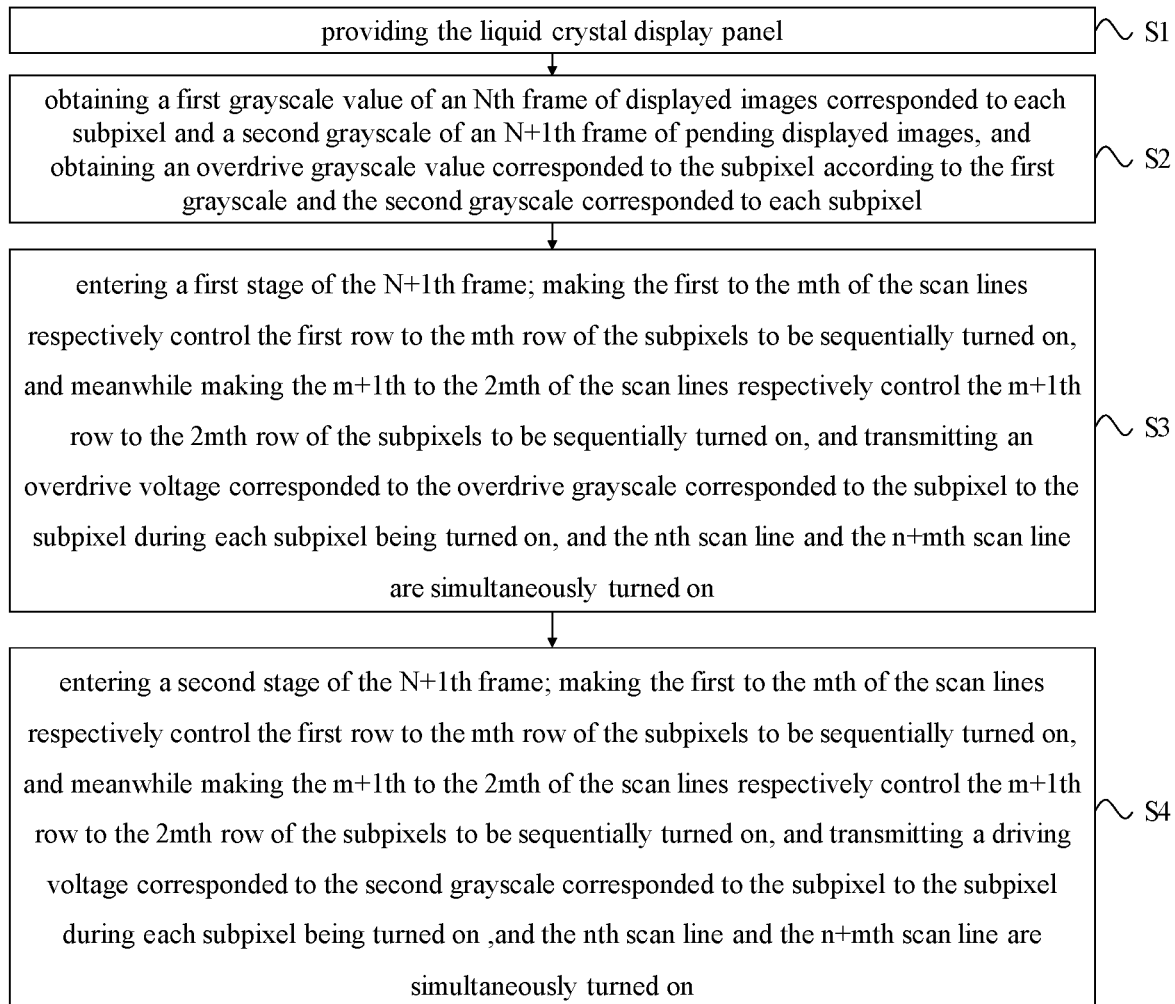 providing the liquid crystal display panel
S1
obtaining a first grayscale value of an Nth frame of displayed images corresponded to each
subpixel and a second grayscale of an N+1th frame of pending displayed images, and
obtaining an overdrive grayscale value corresponded to the subpixel according to the first
grayscale and the second grayscale corresponded to each subpixel
S2
entering a first stage of the N+1th frame; making the first to the mth of the scan lines
respectively control the first row to the mth row of the subpixels to be sequentially turned on,
and meanwhile making the m+1th to the 2mth of the scan lines respectively control the m+1th
row to the 2mth row of the subpixels to be sequentially turned on, and transmitting an
overdrive voltage corresponded to the overdrive grayscale corresponded to the subpixel to the
subpixel during each subpixel being turned on, and the nth scan line and the n+mth scan line
are simultaneously turned on
S3
entering a second stage of the N+1th frame; making the first to the mth of the scan lines
respectively control the first row to the mth row of the subpixels to be sequentially turned on,
and meanwhile making the m+1th to the 2mth of the scan lines respectively control the m+1th
row to the 2mth row of the subpixels to be sequentially turned on, and transmitting a driving
voltage corresponded to the second grayscale corresponded to the subpixel to the subpixel
during each subpixel being turned on ,and the nth scan line and the n+mth scan line are
simultaneously turned on
S4